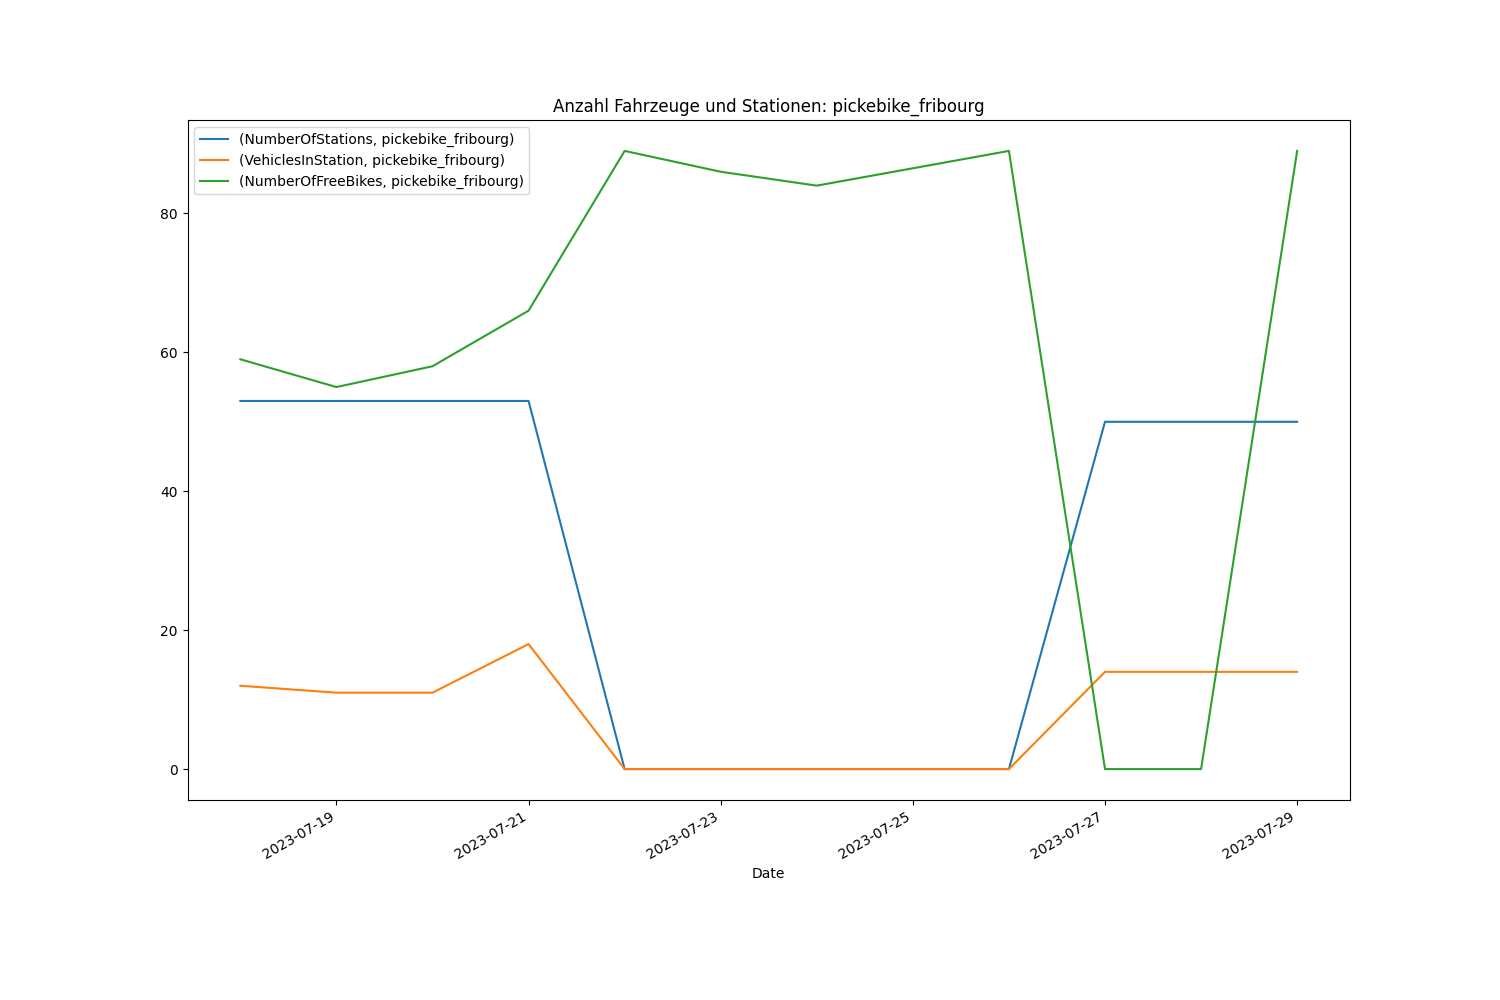 Anzahl Fahrzeuge und Stationen: pickebike_fribourg
(NumberOfStations, pickebike_fribourg)
(VehiclesInStation, pickebike_fribourg)
(NumberOfFreeBikes, pickebike_fribourg)
80
60
40
20
0
2023-07-19
2023-07-21
2023-07-23
2023-07-25
2023-07-27
2023-07-29
Date